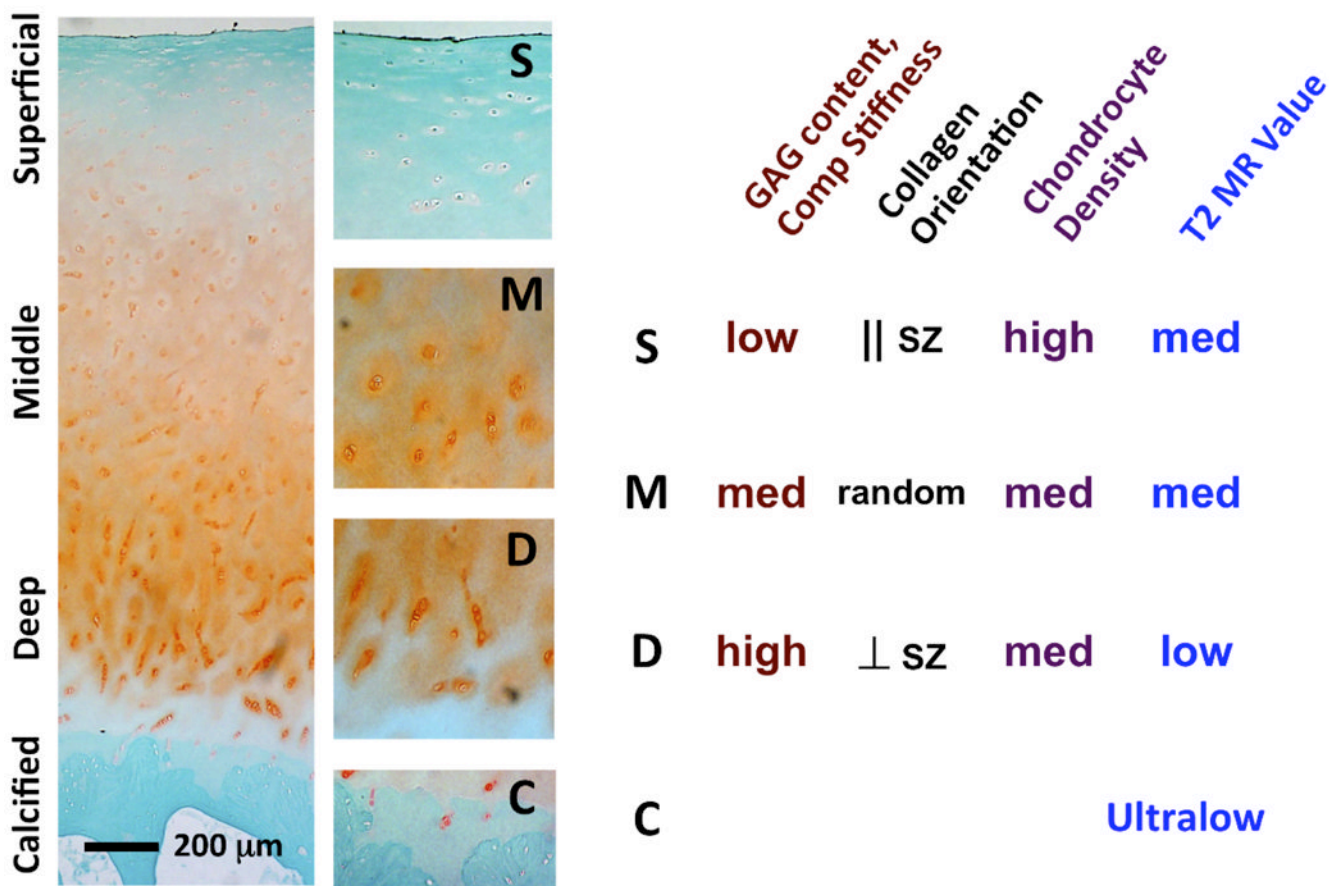 Superficial
Middle
Deep
Calcified
S
M
D
C
200 μm
GAG content,
Comp Stiffness
Collagen
Orientation
Chondrocyte
Density
T2 MR Value
S low || SZ high med
M med random med med
D high ⊥ SZ med low
C Ultralow